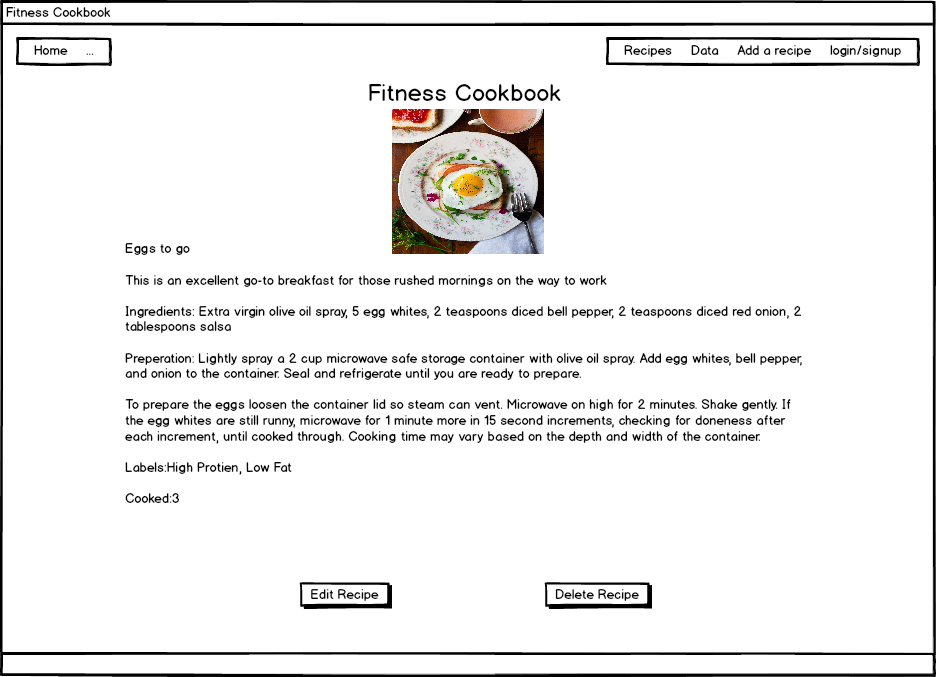 Fitness Cookbook
Home ...
Recipes Data Add a recipe login/signup
Fitness Cookbook
Eggs to go
This is an excellent go-to breakfast for those rushed mornings on the way to work
Ingredients: Extra virgin olive oil spray, 5 egg whites, 2 teaspoons diced bell pepper, 2 teaspoons diced red onion, 2
tablespoons salsa
Preperation: Lightly spray a 2 cup microwave safe storage container with olive oil spray. Add egg whites, bell pepper,
and onion to the container. Seal and refrigerate until you are ready to prepare.
To prepare the eggs loosen the container lid so steam can vent. Microwave on high for 2 minutes. Shake gently. If
the egg whites are still runny, microwave for 1 minute more in 15 second increments, checking for doneness after
each increment, until cooked through. Cooking time may vary based on the depth and width of the container.
Labels:High Protien, Low Fat
Cooked:3
Edit Recipe
Delete Recipe